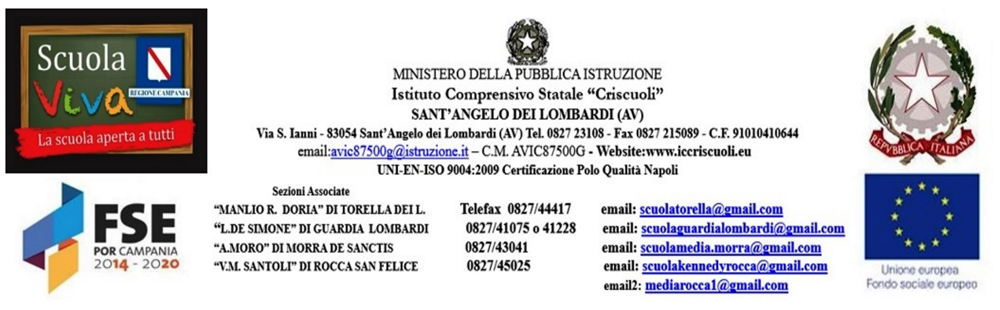 Scuola
Viva
REGIONE CAMPANIA
La scuola aperta a tutti
MINISTERO DELLA PUBBLICA ISTRUZIONE
Istituto Comprensivo Statale “Criscuoli”
SANT’ANGELO DEI LOMBARDI (AV)
Via S. Ianni - 83054 Sant’Angelo dei Lombardi (AV) Tel. 0827 23108 - Fax 0827 215089 - C.F. 91010410644
email:avic87500g@istruzione.it – C.M. AVIC87500G - Website:www.iccriscuoli.eu
UNI-EN-ISO 9004:2009 Certificazione Polo Qualità Napoli
REPVBBLICA ITALIANA
FSE
POR CAMPANIA
2014 - 2020
Sezioni Associate
“MANLIO R. DORIA” DI TORELLA DEI L. Telefax 0827/44417 email: scuolatorella@gmail.com
“L.DE SIMONE” DI GUARDIA LOMBARDI 0827/41075 o 41228 email: scuolaguardialombardi@gmail.com
“A.MORO” DI MORRA DE SANCTIS 0827/43041 email: scuolamedia.morra@gmail.com
“V.M. SANTOLI” DI ROCCA SAN FELICE 0827/45025 email: scuolakennedyrocca@gmail.com
email2: mediarocca1@gmail.com
Unione europea
Fondo sociale europeo